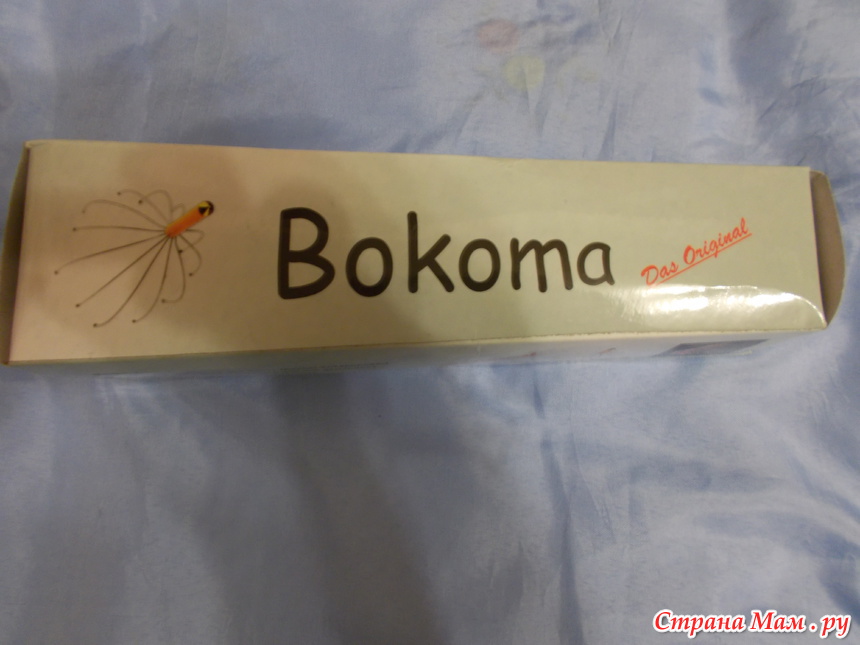 Bokoma
Das Original
Страна Мам.ру